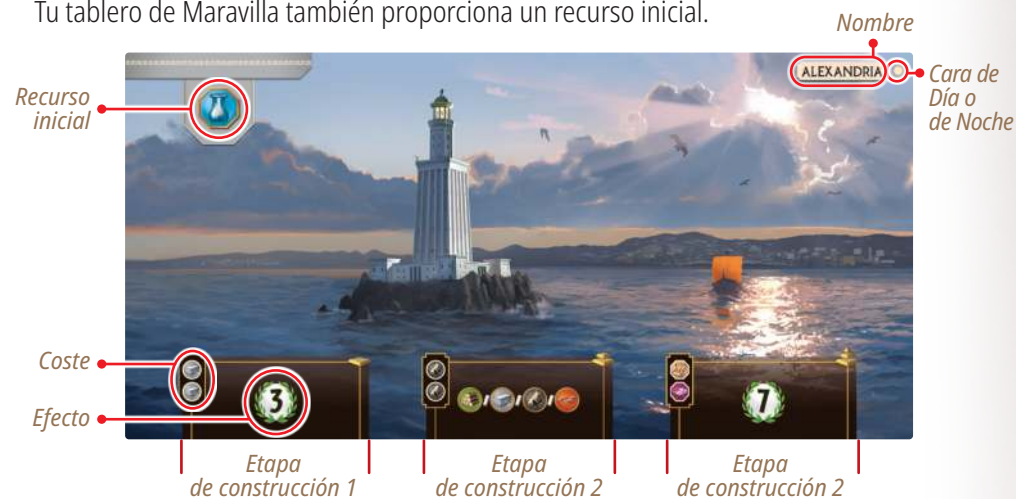 Tu tablero de Maravilla también proporciona un recurso inicial.
Nombre
ALEXANDRIA
Cara de
Día o
de Noche
Recurso
inicial
Coste
Efecto
3
7
Etapa
de construcción 1
Etapa
de construcción 2
Etapa
de construcción 2